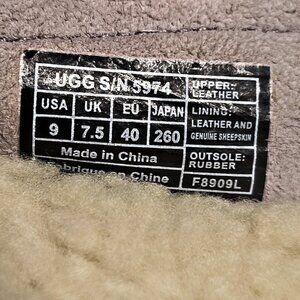 UGG S/N 5974
USA UK EU JAPAN
9 7.5 40 260
Made in China
Fabriqué en Chine
UPPER:
LEATHER
LINING:
LEATHER AND
GENUINE SHEEPSKIN
OUTSOLE:
RUBBER
F8909L